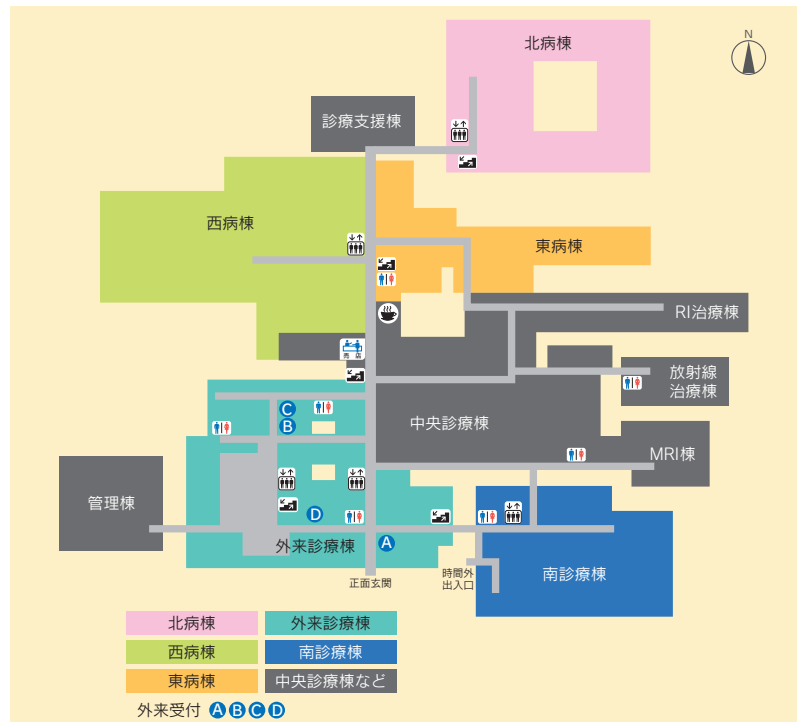 北病棟
N
診療支援棟
西病棟
東病棟
RI治療棟
売店
放射線
治療棟
C
B
中央診療棟
MRI棟
管理棟
D
A
外来診療棟
正面玄関
時間外
出入口
南診療棟
北病棟
外来診療棟
西病棟
南診療棟
東病棟
中央診療棟など
外来受付 A B C D